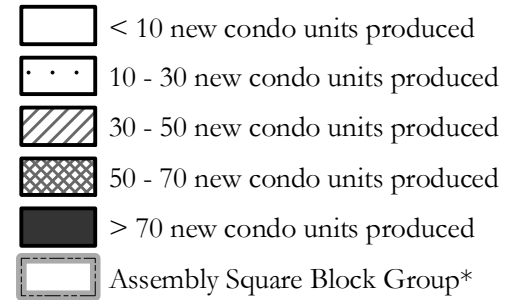 < 10 new condo units produced
10 - 30 new condo units produced
30 - 50 new condo units produced
50 - 70 new condo units produced
> 70 new condo units produced
Assembly Square Block Group*